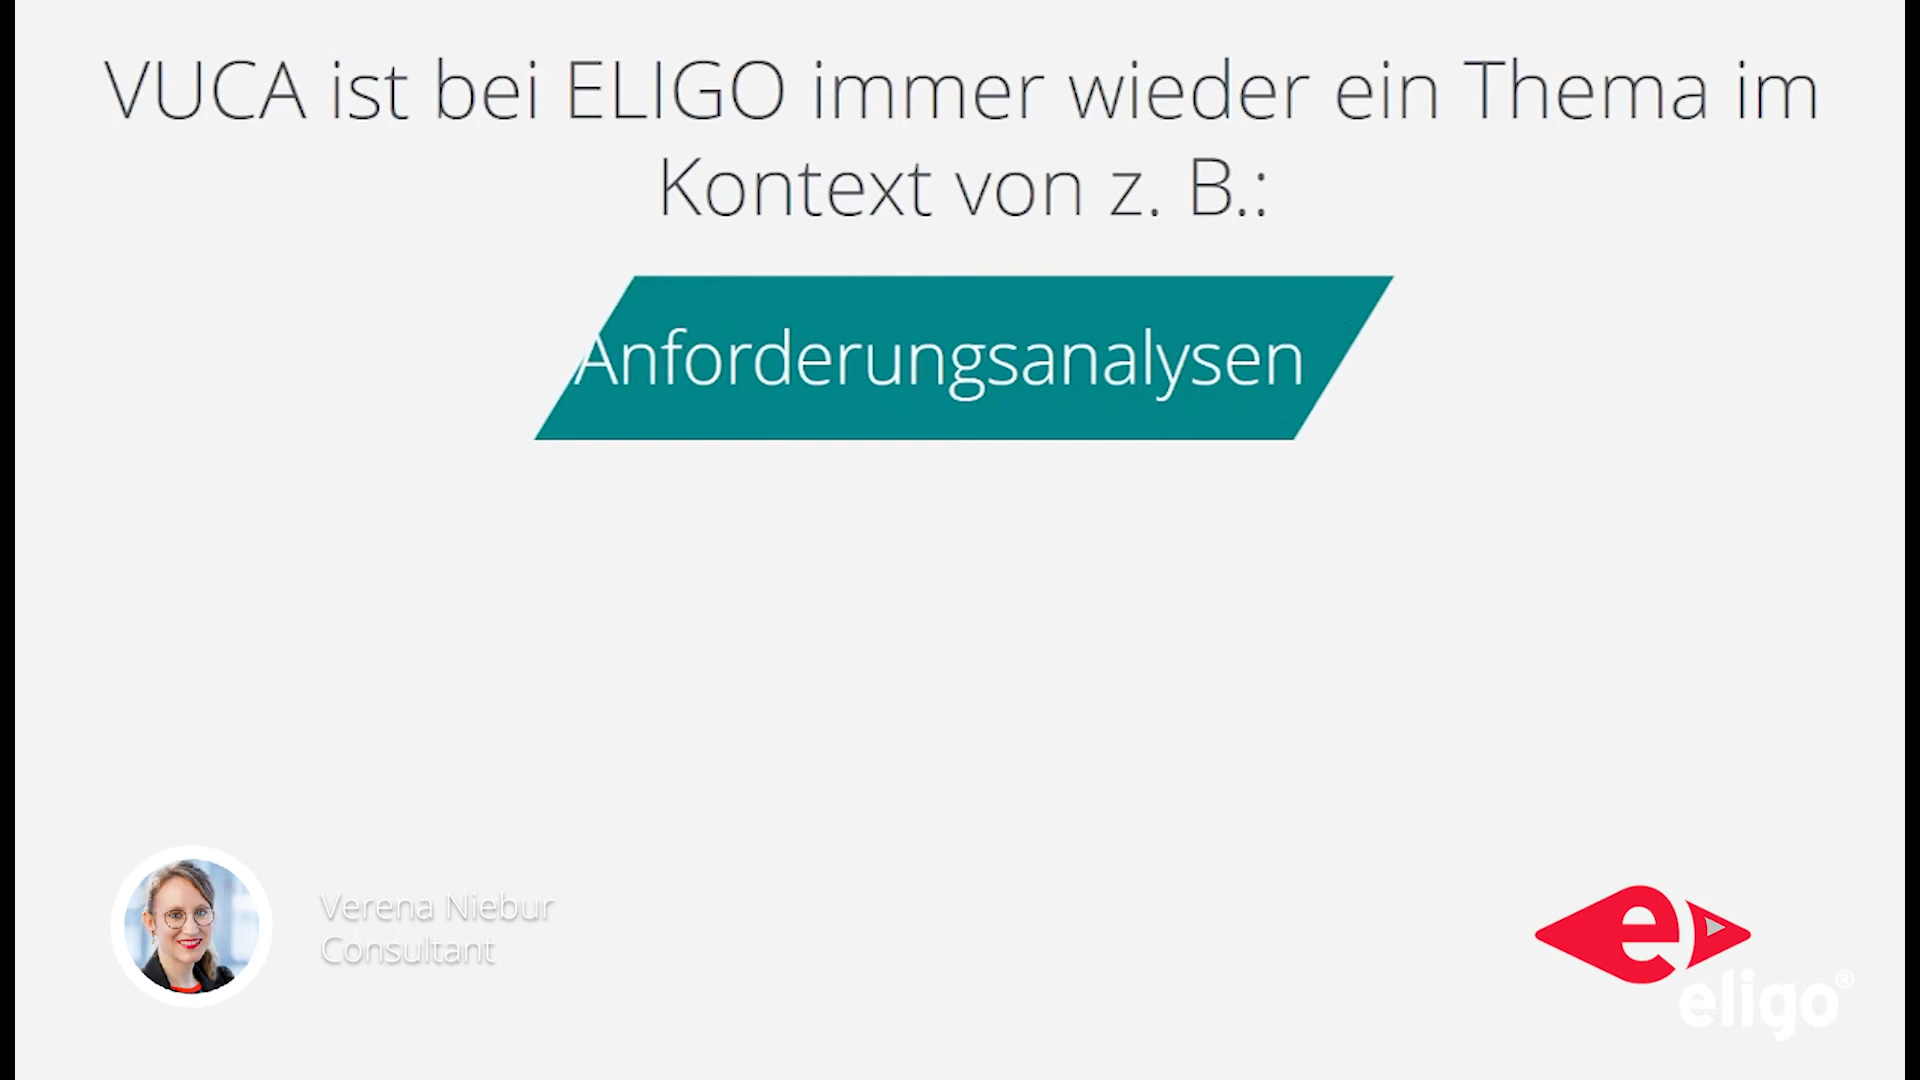 VUCA ist bei ELIGO immer wieder ein Thema im
Kontext von z. B.:
Anforderungsanalysen
Verena Niebur
Consultant
e
eligo®